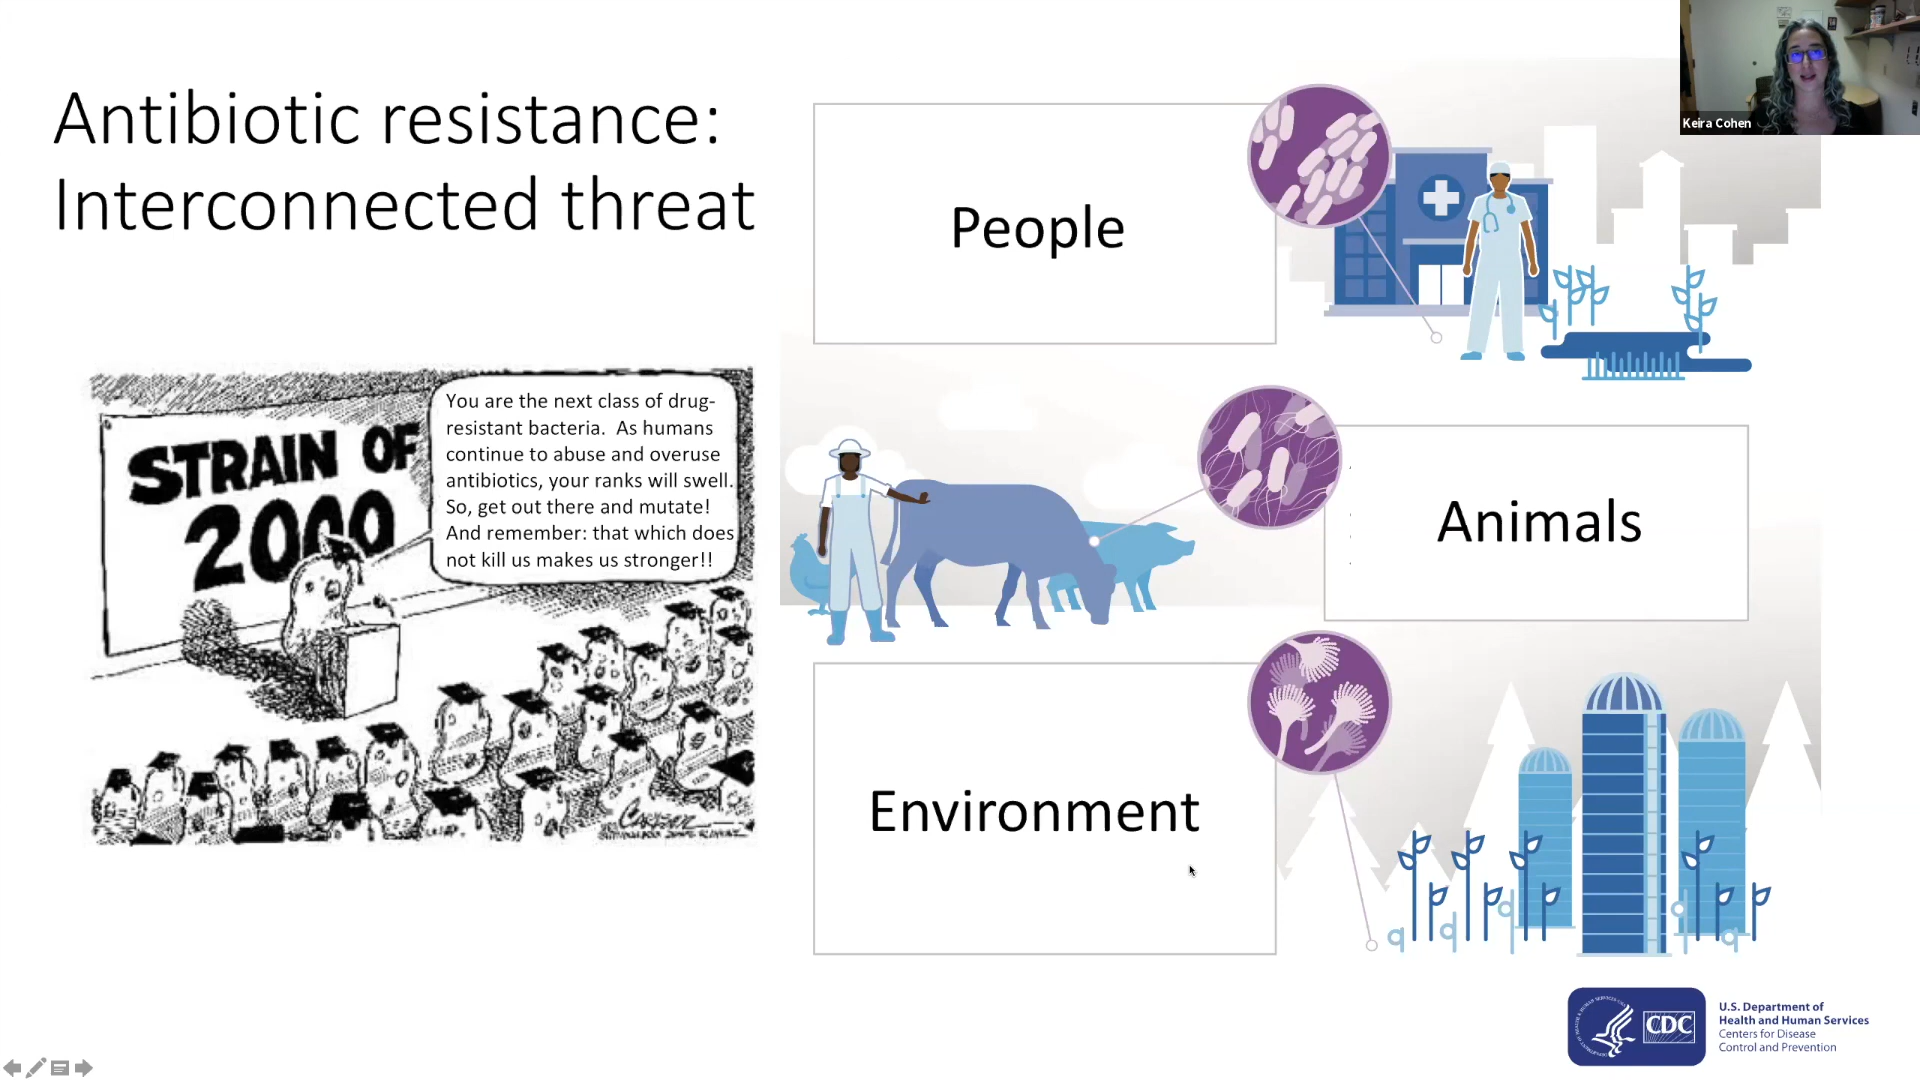 Antibiotic resistance:
Interconnected threat
STRAIN OF
2000
You are the next class of drug-
resistant bacteria.  As humans
continue to abuse and overuse
antibiotics, your ranks will swell.
So, get out there and mutate!
And remember: that which does
not kill us makes us stronger!!
People
Animals
Environment
Keira Cohen
CDC
U.S. Department of
Health and Human Services
Centers for Disease
Control and Prevention